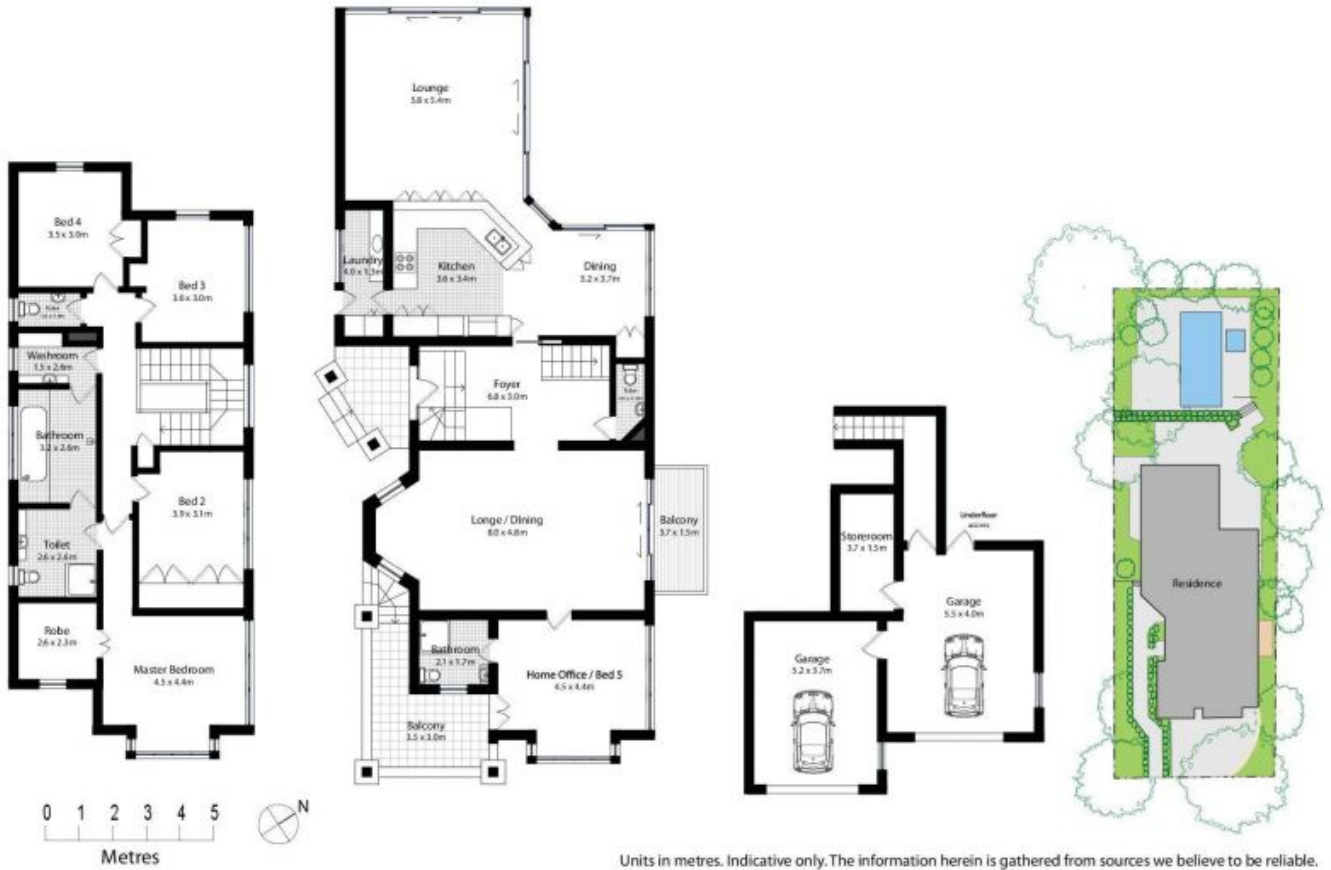 Bed 4
3.5 x 3.0m
Bed 3
3.6 x 3.0m
Toilet
Washroom
1.5 x 2.6m
Bathroom
3.2 x 2.6m
Bed 2
3.9 x 3.1m
Toilet
2.6 x 2.6m
Robe
2.6 x 2.3m
Master Bedroom
4.5 x 4.4m
Lounge
5.8 x 5.4m
Laundry
4.0 x 1.3m
Kitchen
3.6 x 3.4m
Dining
3.2 x 3.7m
Foyer
6.8 x 3.0m
Toilet
Longe / Dining
8.0 x 4.8m
Balcony
3.7 x 1.5m
Bathroom
2.1 x 1.7m
Home Office / Bed 5
4.5 x 4.4m
Balcony
3.5 x 3.0m
Underfloor
access
Storeroom
3.7 x 1.5m
Garage
5.5 x 4.0m
Garage
5.2 x 3.7m
Residence
0 1 2 3 4 5
Metres
N
Units in metres. Indicative only. The information herein is gathered from sources we believe to be reliable.